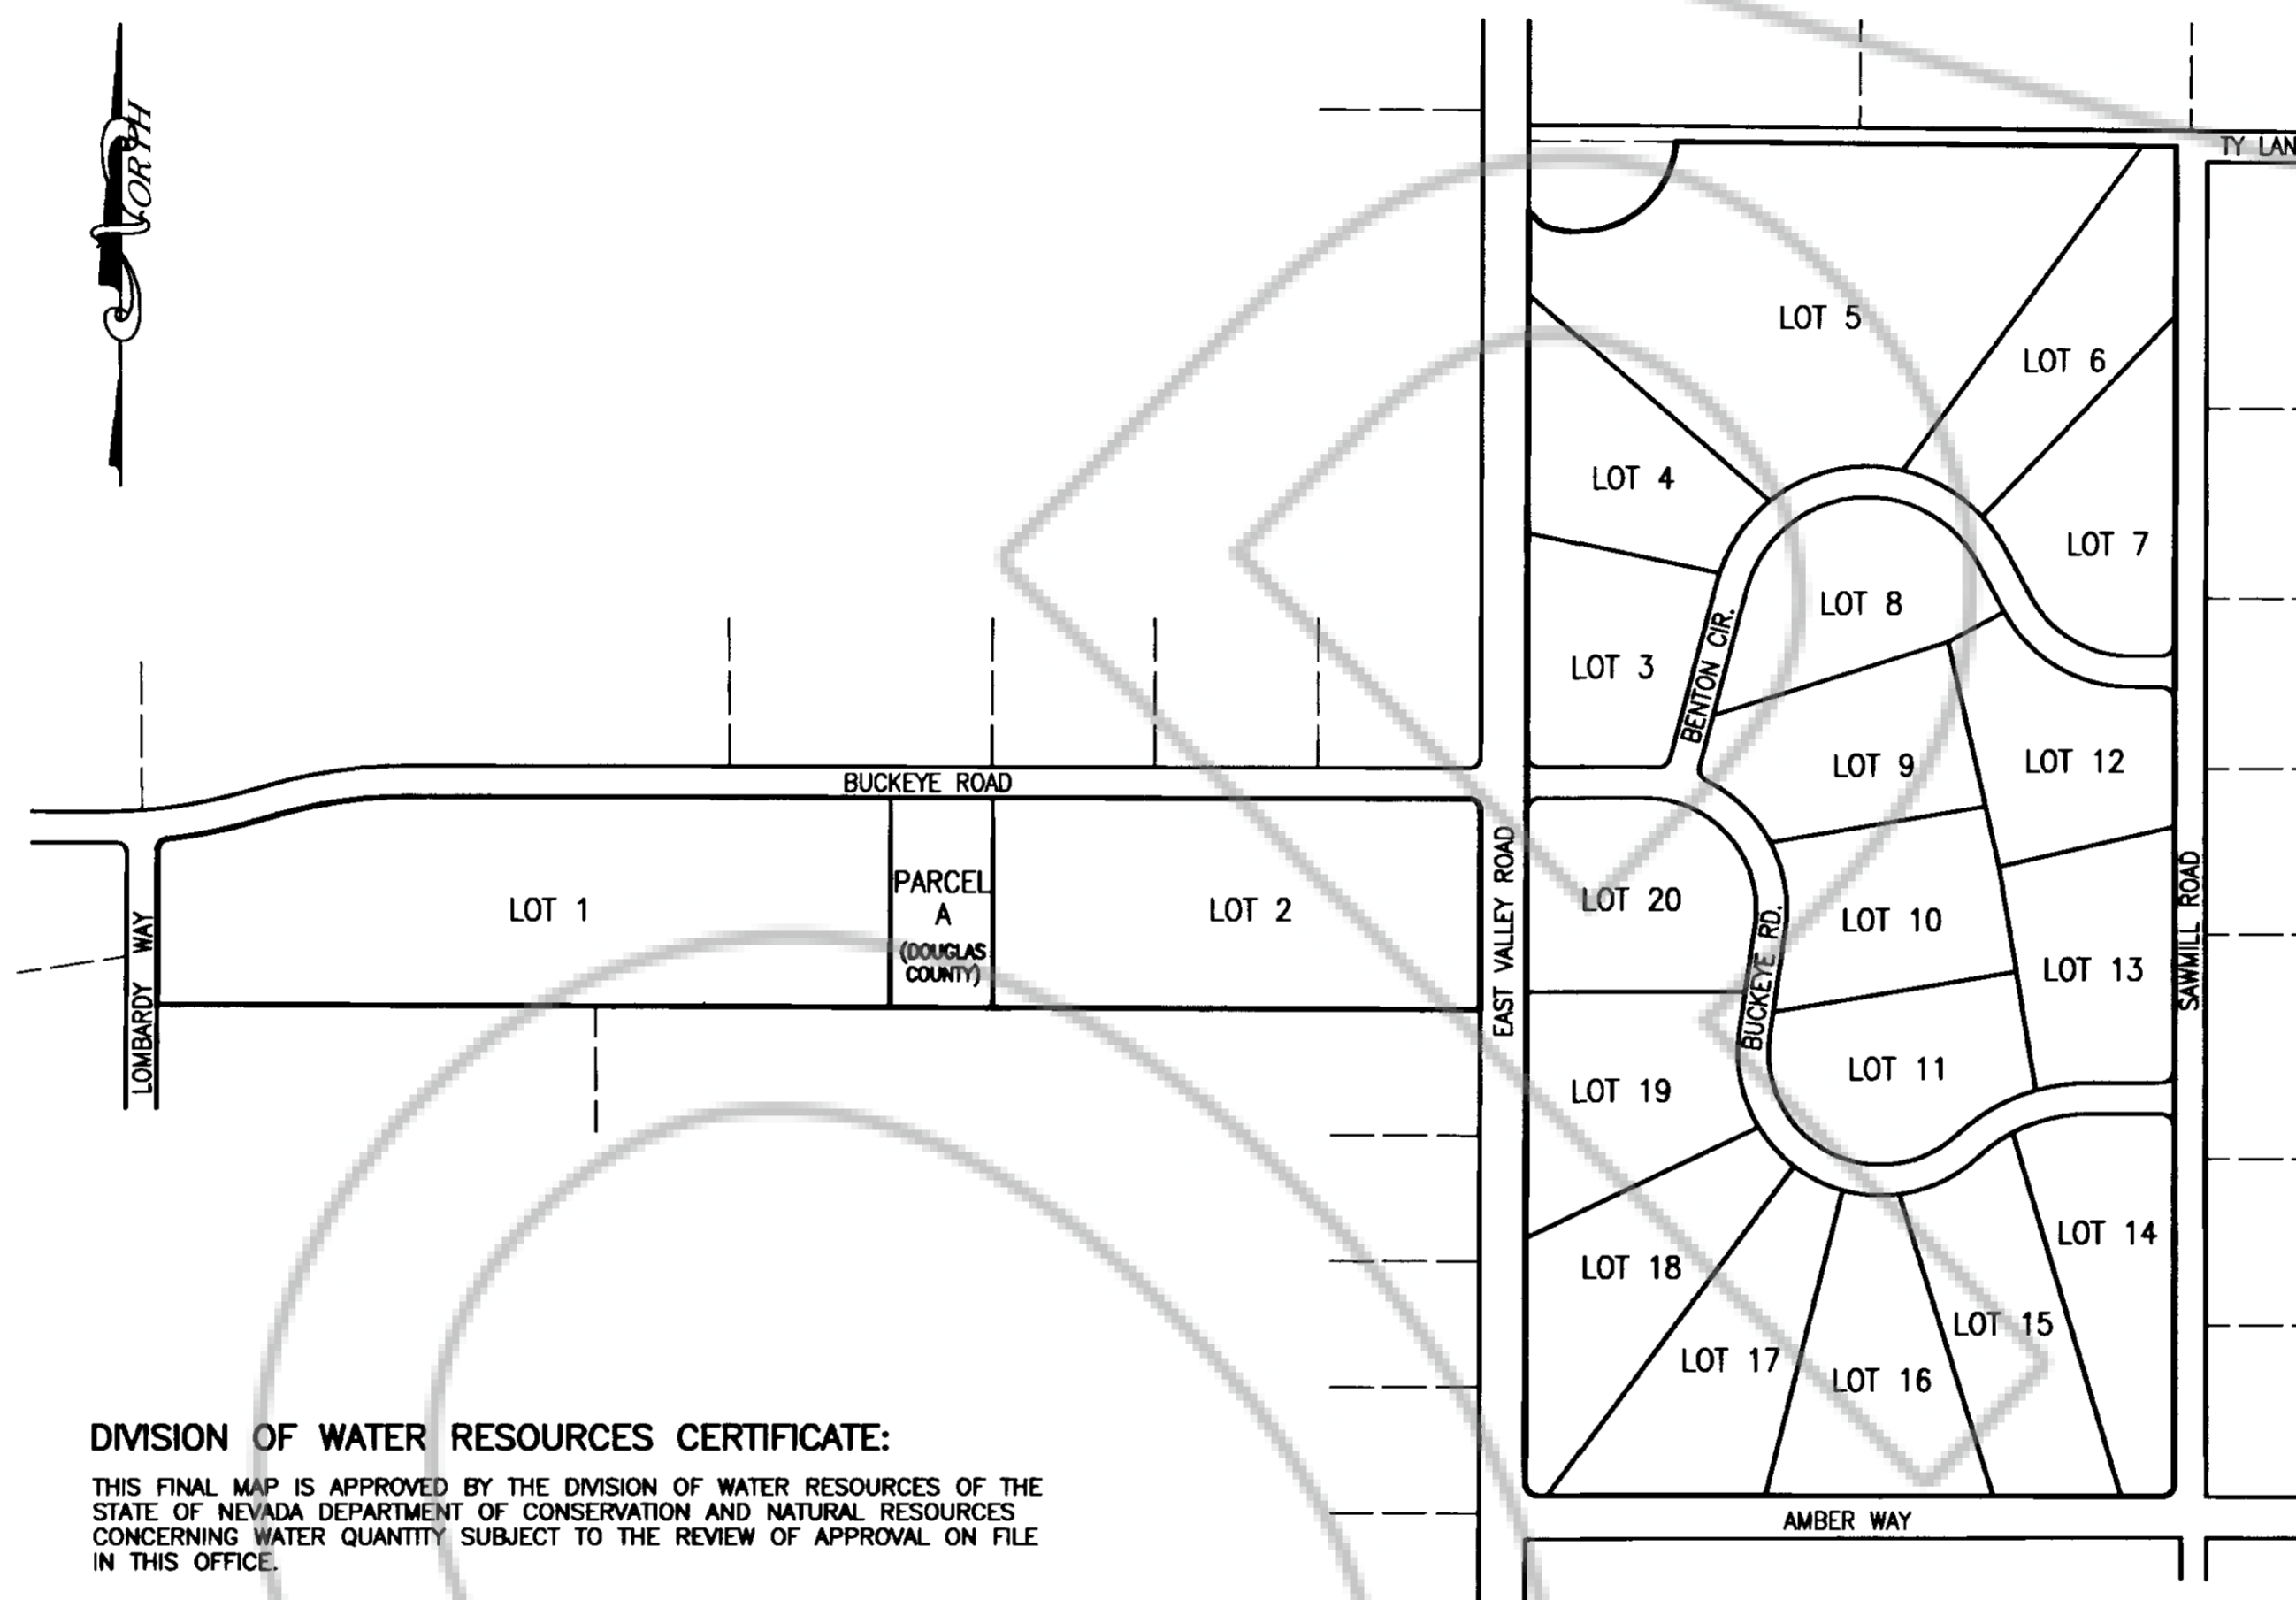 NORTH
TY LAN
LOT 5
LOT 6
LOT 4
LOT 7
LOT 8
LOT 3
BENTON CIR.
LOT 9
LOT 12
BUCKEYE ROAD
PARCEL
A
(DOUGLAS
COUNTY)
LOT 1
LOT 2
LOMBARDY WAY
EAST VALLEY ROAD
LOT 20
BUCKEYE RD.
LOT 10
LOT 13
SAWMILL ROAD
LOT 19
LOT 11
LOT 14
LOT 18
LOT 15
LOT 17
LOT 16
AMBER WAY
DIVISION OF WATER RESOURCES CERTIFICATE:
THIS FINAL MAP IS APPROVED BY THE DIVISION OF WATER RESOURCES OF THE
STATE OF NEVADA DEPARTMENT OF CONSERVATION AND NATURAL RESOURCES
CONCERNING WATER QUANTITY SUBJECT TO THE REVIEW OF APPROVAL ON FILE
IN THIS OFFICE.